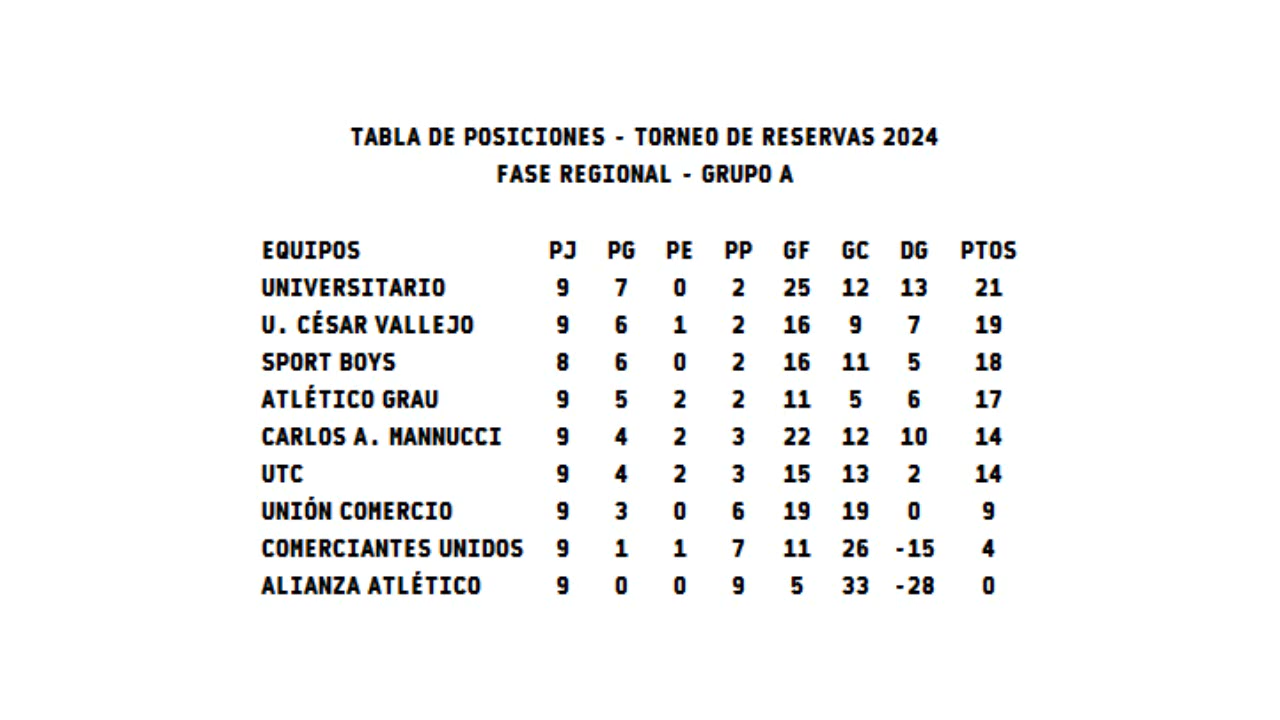 TABLA DE POSICIONES - TORNEO DE RESERVAS 2024
FASE REGIONAL - GRUPO A
EQUIPOS PJ PG PE PP GF GC DG PTOS
UNIVERSITARIO 9 7 0 2 25 12 13 21
U. CÉSAR VALLEJO 9 6 1 2 16 9 7 19
SPORT BOYS 8 6 0 2 16 11 5 18
ATLÉTICO GRAU 9 5 2 2 11 5 6 17
CARLOS A. MANNUCCI 9 4 2 3 22 12 10 14
UTC 9 4 2 3 15 13 2 14
UNIÓN COMERCIO 9 3 0 6 19 19 0 9
COMERCIANTES UNIDOS 9 1 1 7 11 26 -15 4
ALIANZA ATLÉTICO 9 0 0 9 5 33 -28 0